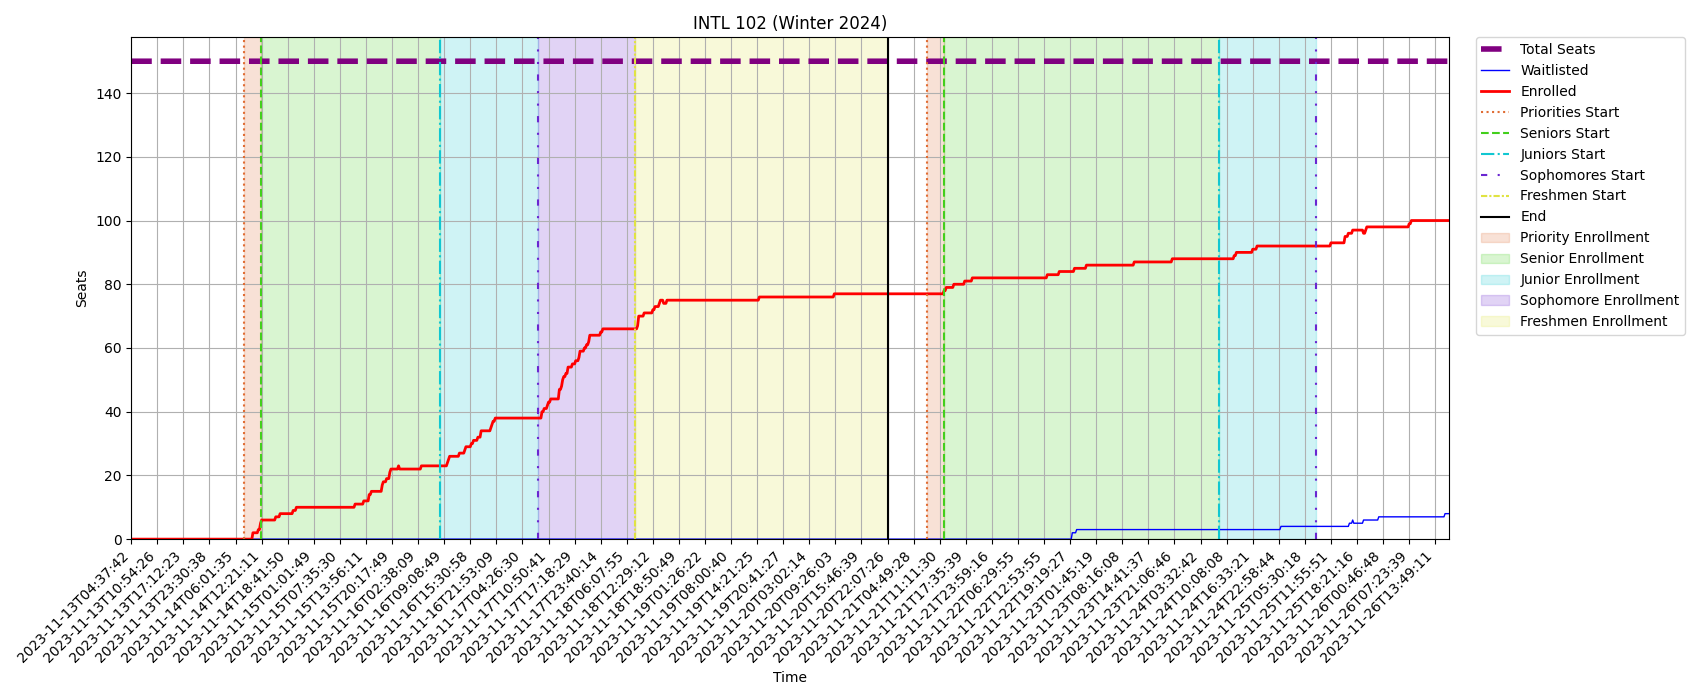 INTL 102 (Winter 2024)
Seats
140
120
100
80
60
40
20
0
2023-11-13T04:37:42
2023-11-13T10:54:26
2023-11-13T17:12:23
2023-11-13T23:30:38
2023-11-14T06:01:35
2023-11-14T12:21:11
2023-11-14T18:41:50
2023-11-15T01:01:49
2023-11-15T07:35:30
2023-11-15T13:56:11
2023-11-15T20:17:49
2023-11-16T02:38:09
2023-11-16T09:08:49
2023-11-16T15:30:58
2023-11-16T21:53:09
2023-11-17T04:26:30
2023-11-17T10:50:41
2023-11-17T17:18:29
2023-11-17T23:40:14
2023-11-18T06:07:55
2023-11-18T12:29:12
2023-11-18T18:50:49
2023-11-19T01:26:22
2023-11-19T08:00:40
2023-11-19T14:21:25
2023-11-19T20:41:27
2023-11-20T03:02:14
2023-11-20T09:26:03
2023-11-20T15:46:39
2023-11-20T22:07:26
2023-11-21T04:49:28
2023-11-21T11:11:30
2023-11-21T17:35:39
2023-11-21T23:59:16
2023-11-22T06:29:55
2023-11-22T12:53:55
2023-11-22T19:19:27
2023-11-23T01:45:19
2023-11-23T08:16:08
2023-11-23T14:41:37
2023-11-23T21:06:46
2023-11-24T03:32:42
2023-11-24T10:08:08
2023-11-24T16:33:21
2023-11-24T22:58:44
2023-11-25T05:30:18
2023-11-25T11:55:51
2023-11-25T18:21:16
2023-11-26T00:46:48
2023-11-26T07:23:39
2023-11-26T13:49:11
Time
Total Seats
Waitlisted
Enrolled
Priorities Start
Seniors Start
Juniors Start
Sophomores Start
Freshmen Start
End
Priority Enrollment
Senior Enrollment
Junior Enrollment
Sophomore Enrollment
Freshmen Enrollment